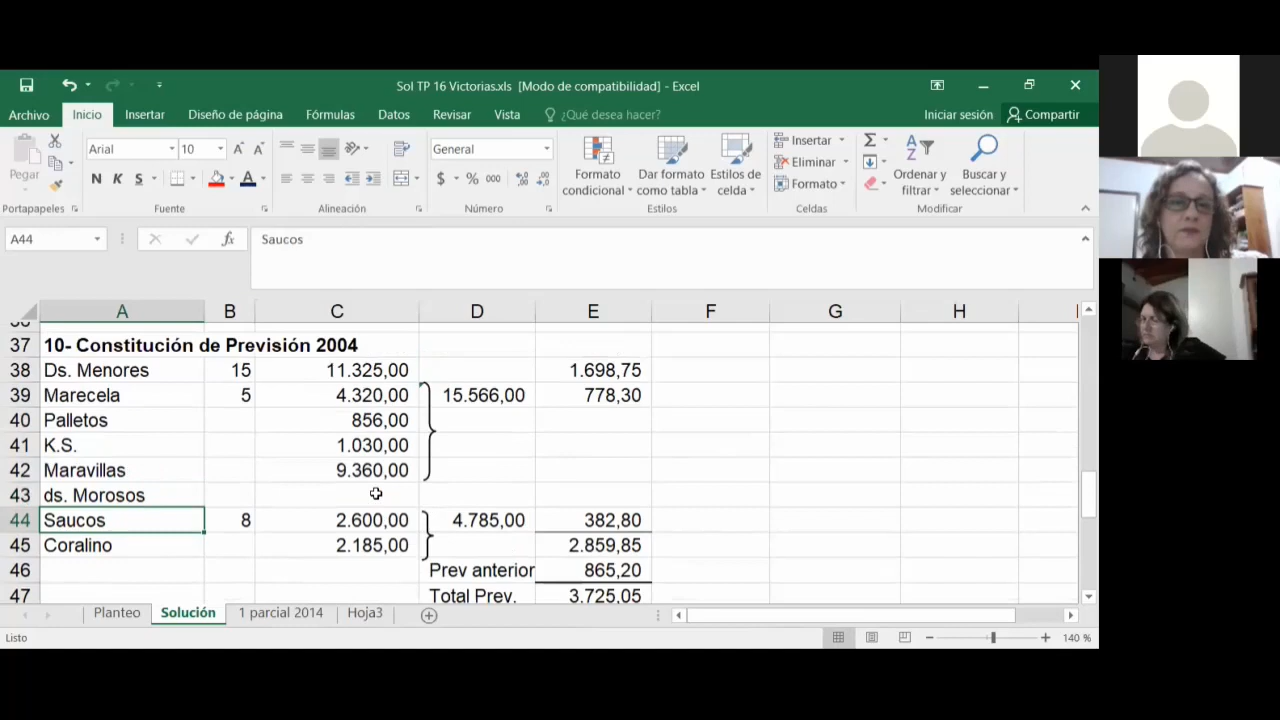 Sol TP 16 Victorias.xls [Modo de compatibilidad] - Excel
Archivo Inicio Insertar Diseño de página Fórmulas Datos Revisar Vista ¿Qué desea hacer? Iniciar sesión Compartir
Pegar
Arial 10
N K S
General
$ % 000
Formato condicional
Dar formato como tabla
Estilos de celda
Insertar
Eliminar
Formato
Ordenar y filtrar
Buscar y seleccionar
Portapapeles Fuente Alineación Número Estilos Celdas Modificar
A44 fx Saucos
A B C D E F G H
37 10- Constitución de Previsión 2004
38 Ds. Menores 15 11.325,00 1.698,75
39 Marecela 5 4.320,00 15.566,00 778,30
40 Palletos 856,00
41 K.S. 1.030,00
42 Maravillas 9.360,00
43 ds. Morosos
44 Saucos 8 2.600,00 4.785,00 382,80
45 Coralino 2.185,00 2.859,85
46 Prev anterior 865,20
47 Total Prev. 3.725,05
Planteo Solución 1 parcial 2014 Hoja3
Listo 140 %